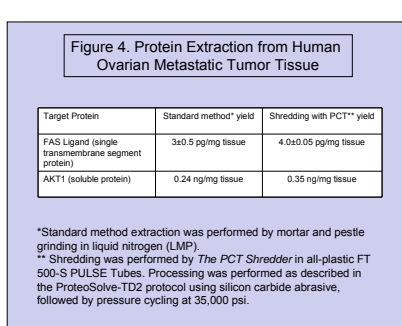 Figure 4. Protein Extraction from Human
Ovarian Metastatic Tumor Tissue
Target Protein Standard method* yield Shredding with PCT** yield
FAS Ligand (single
transmembrane segment
protein) 3±0.5 pg/mg tissue 4.0±0.05 pg/mg tissue
AKT1 (soluble protein) 0.24 ng/mg tissue 0.35 ng/mg tissue
*Standard method extraction was performed by mortar and pestle
grinding in liquid nitrogen (LMP).
** Shredding was performed by The PCT Shredder in all-plastic FT
500-S PULSE Tubes. Processing was performed as described in
the ProteoSolve-TD2 protocol using silicon carbide abrasive,
followed by pressure cycling at 35,000 psi.